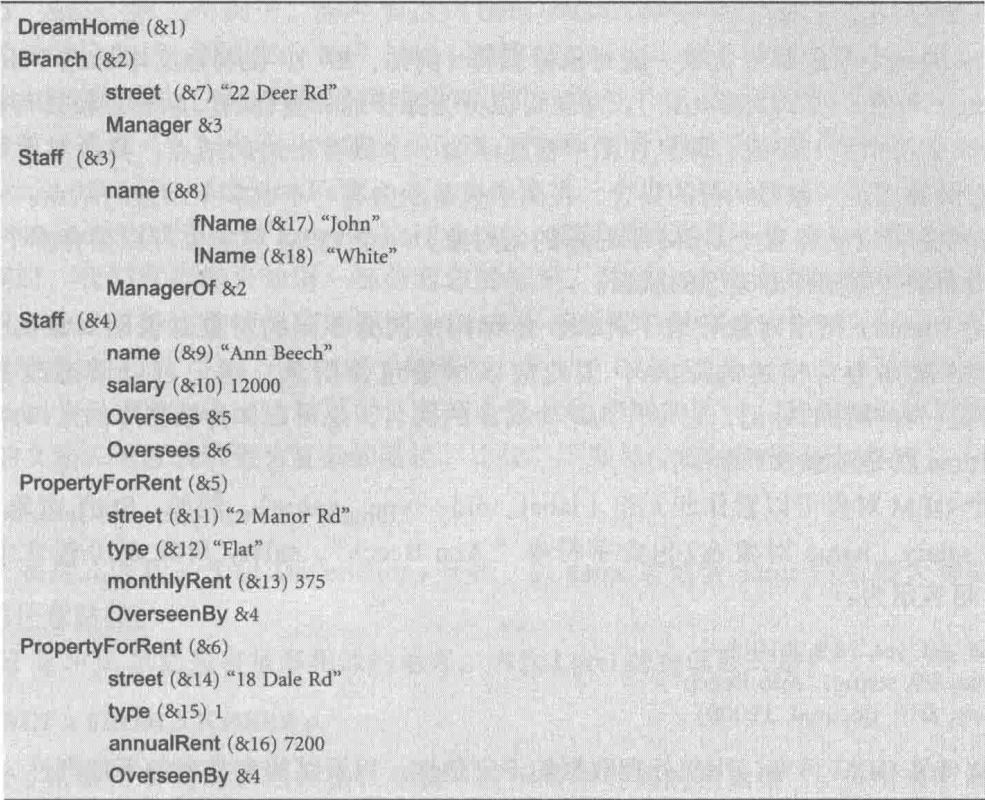 DreamHome (&1)
Branch (&2)
street (&7) “22 Deer Rd”
Manager &3
Staff (&3)
name (&8)
fName (&17) “John”
lName (&18) “White”
ManagerOf &2
Staff (&4)
name (&9) “Ann Beech”
salary (&10) 12000
Oversees &5
Oversees &6
PropertyForRent (&5)
street (&11) “2 Manor Rd”
type (&12) “Flat”
monthlyRent (&13) 375
OverseenBy &4
PropertyForRent (&6)
street (&14) “18 Dale Rd”
type (&15) 1
annualRent (&16) 7200
OverseenBy &4